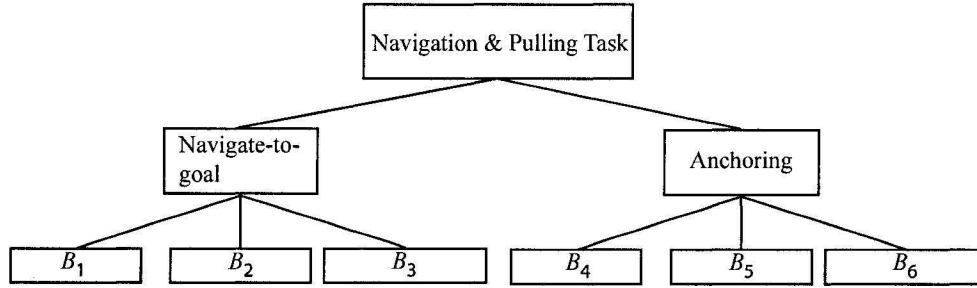 Navigation & Pulling Task
Navigate-to-
goal
Anchoring
B1
B2
B3
B4
B5
B6